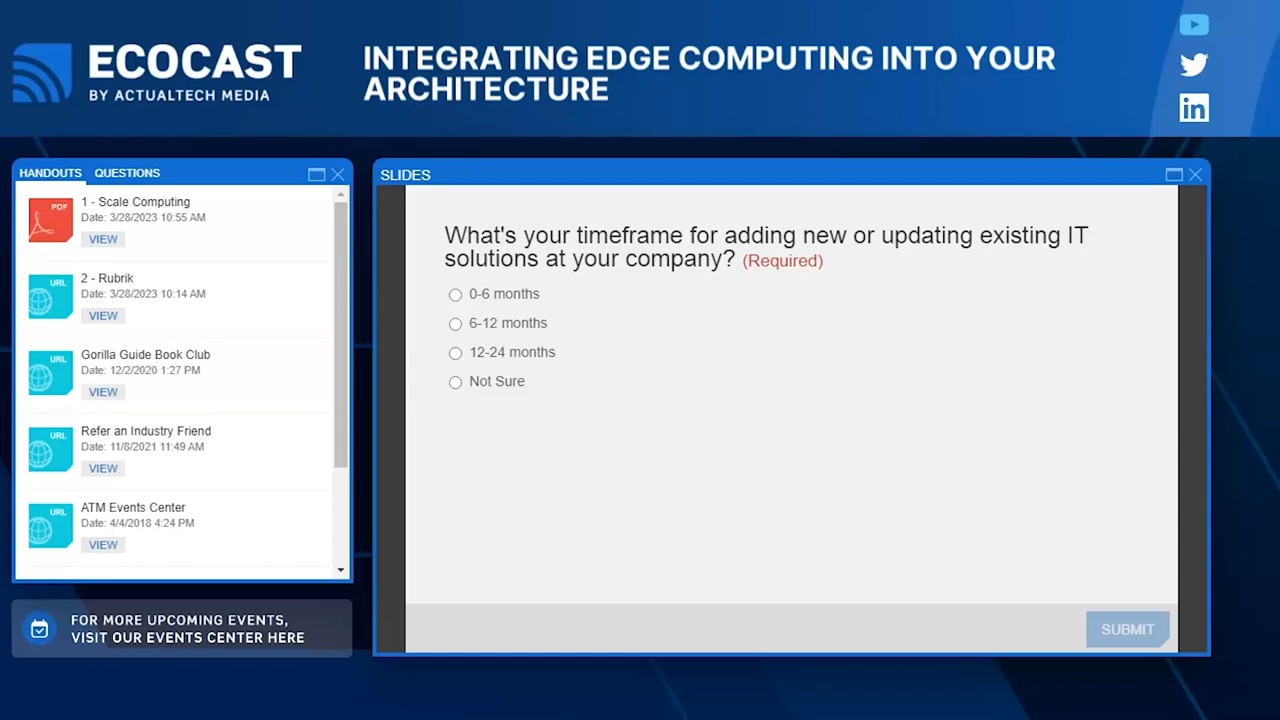 ECOCAST
BY ACTUALTECH MEDIA
INTEGRATING EDGE COMPUTING INTO YOUR
ARCHITECTURE
in
HANDOUTS QUESTIONS
PDF
1 - Scale Computing
Date: 3/28/2023 10:55 AM
VIEW
URL
2 - Rubrik
Date: 3/28/2023 10:14 AM
VIEW
URL
Gorilla Guide Book Club
Date: 12/2/2020 1:27 PM
VIEW
URL
Refer an Industry Friend
Date: 11/8/2021 11:49 AM
VIEW
URL
ATM Events Center
Date: 4/4/2018 4:24 PM
VIEW
FOR MORE UPCOMING EVENTS,
VISIT OUR EVENTS CENTER HERE
SLIDES
What's your timeframe for adding new or updating existing IT
solutions at your company? (Required)
0-6 months
6-12 months
12-24 months
Not Sure
SUBMIT